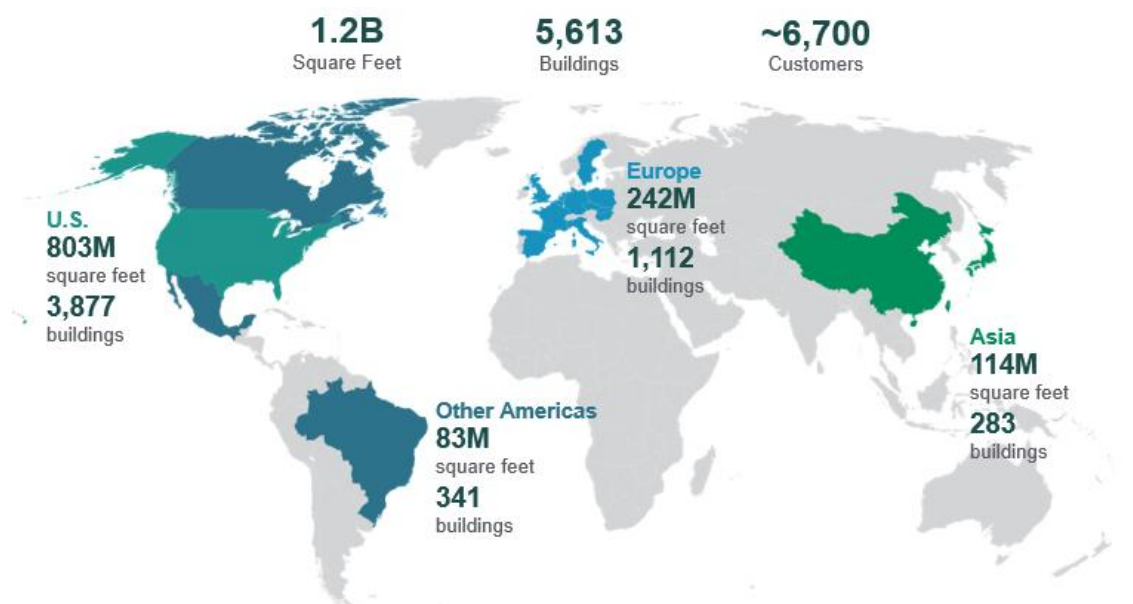 1.2B
Square Feet
5,613
Buildings
~6,700
Customers
U.S.
803M
square feet
3,877
buildings
Europe
242M
square feet
1,112
buildings
Other Americas
83M
square feet
341
buildings
Asia
114M
square feet
283
buildings